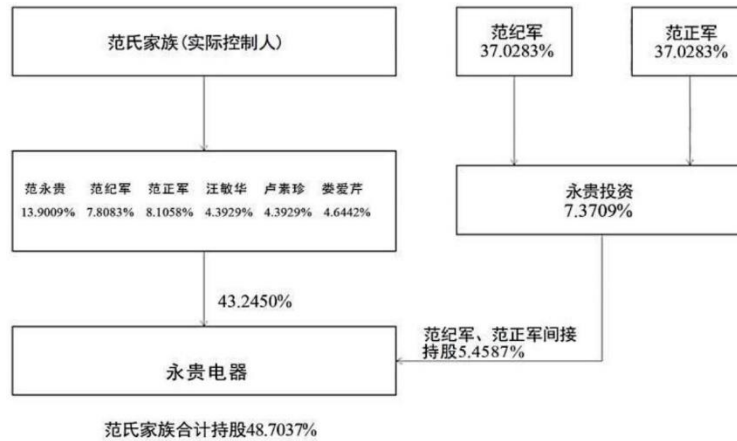 范氏家族(实际控制人)
范纪军
37.0283%
范正军
37.0283%
范永贵 范纪军 范正军 汪敏华 卢素珍 娄爱芹
13.9009% 7.8083% 8.1058% 4.3929% 4.3929% 4.6442%
永贵投资
7.3709%
43.2450%
范纪军、范正军间接
持股5.4587%
永贵电器
范氏家族合计持股48.7037%